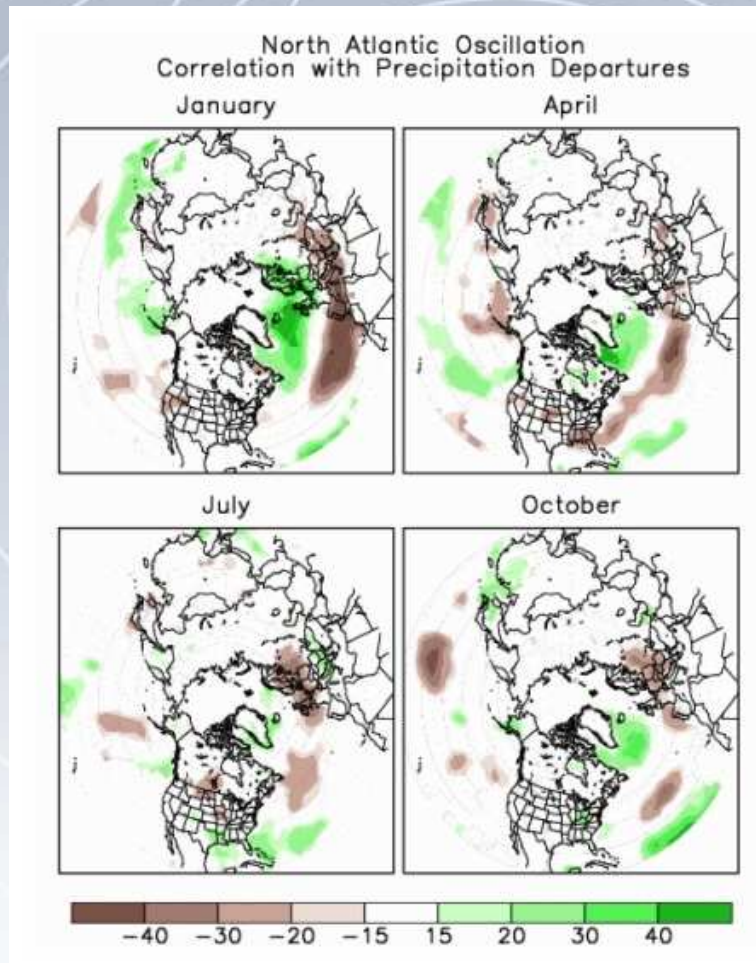 North Atlantic Oscillation
Correlation with Precipitation Departures
January
April
July
October
-40 -30 -20 -15 15 20 30 40